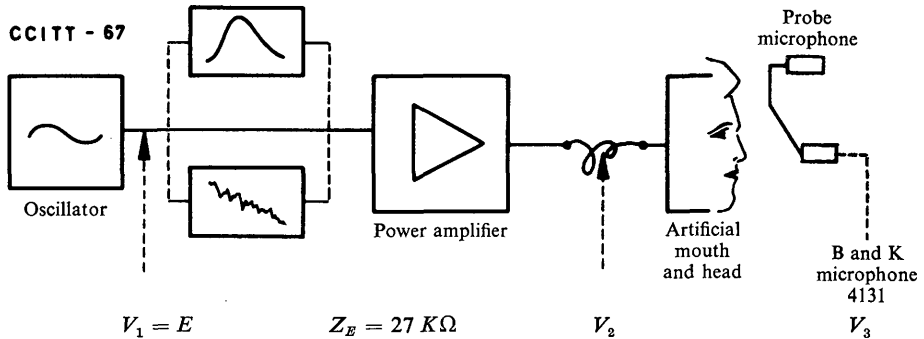 CCITT - 67
Probe
microphone
Oscillator
Power amplifier
Artificial
mouth
and head
B and K
microphone
4131
V₁ = E
Z_E = 27 KΩ
V₂
V₃